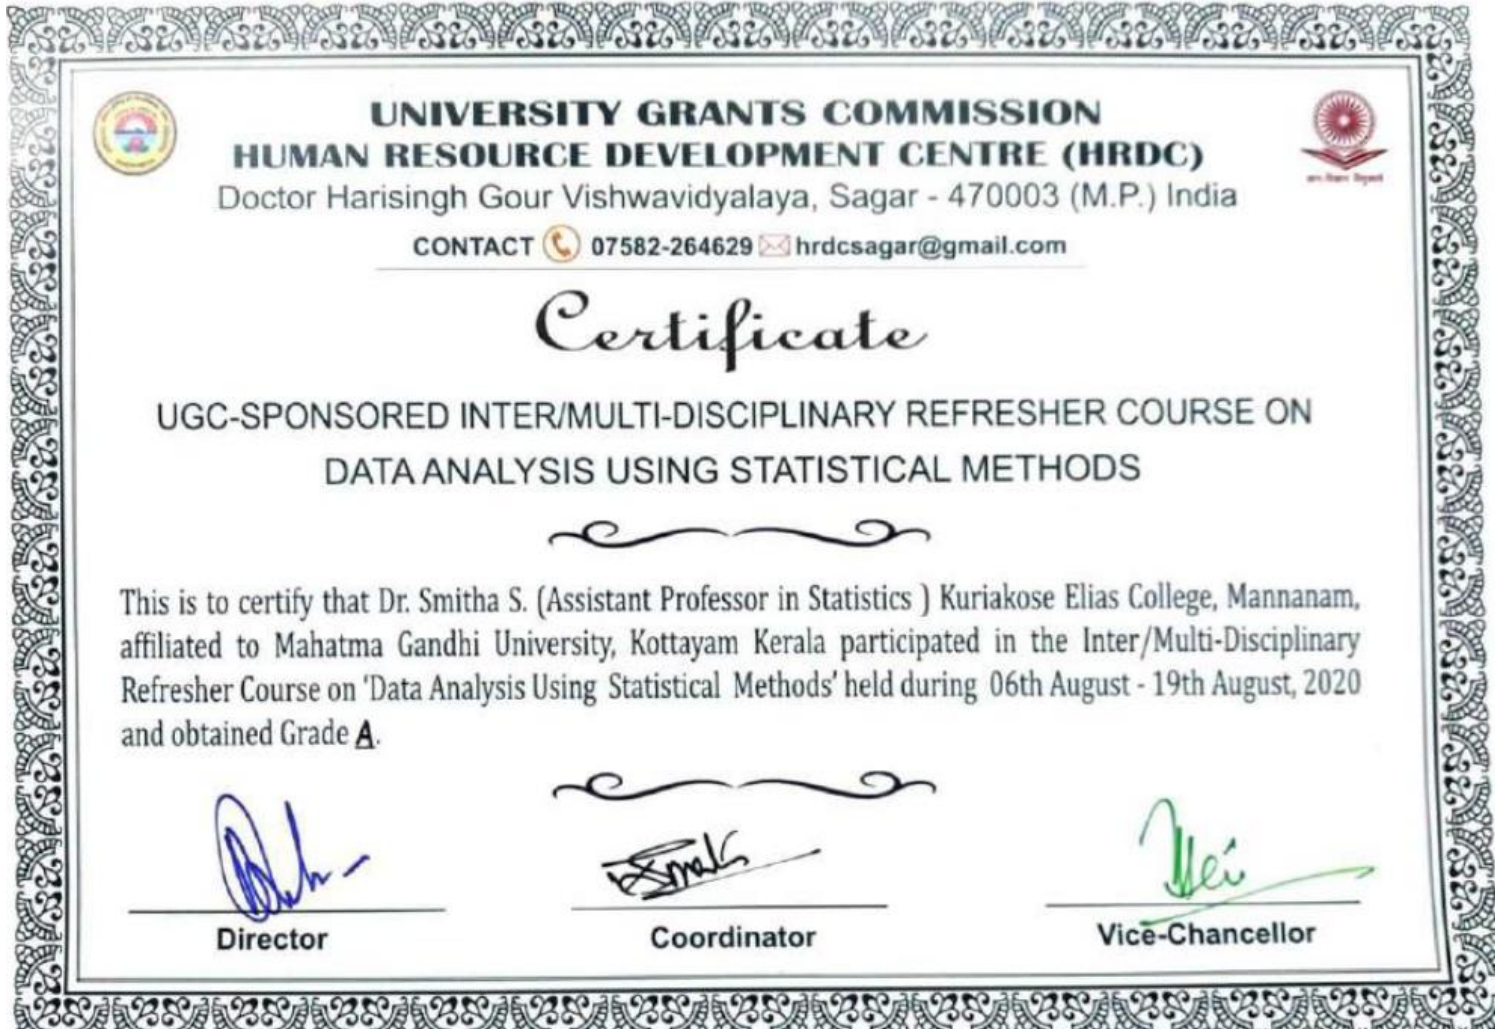 UNIVERSITY GRANTS COMMISSION
HUMAN RESOURCE DEVELOPMENT CENTRE (HRDC)
Doctor Harisingh Gour Vishwavidyalaya, Sagar - 470003 (M.P.) India
CONTACT 07582-264629 hrdcsagar@gmail.com
Certificate
UGC-SPONSORED INTER/MULTI-DISCIPLINARY REFRESHER COURSE ON
DATA ANALYSIS USING STATISTICAL METHODS
This is to certify that Dr. Smitha S. (Assistant Professor in Statistics ) Kuriakose Elias College, Mannanam,
affiliated to Mahatma Gandhi University, Kottayam Kerala participated in the Inter/Multi-Disciplinary
Refresher Course on 'Data Analysis Using Statistical Methods' held during 06th August - 19th August, 2020
and obtained Grade A.
Director
Coordinator
Vice-Chancellor